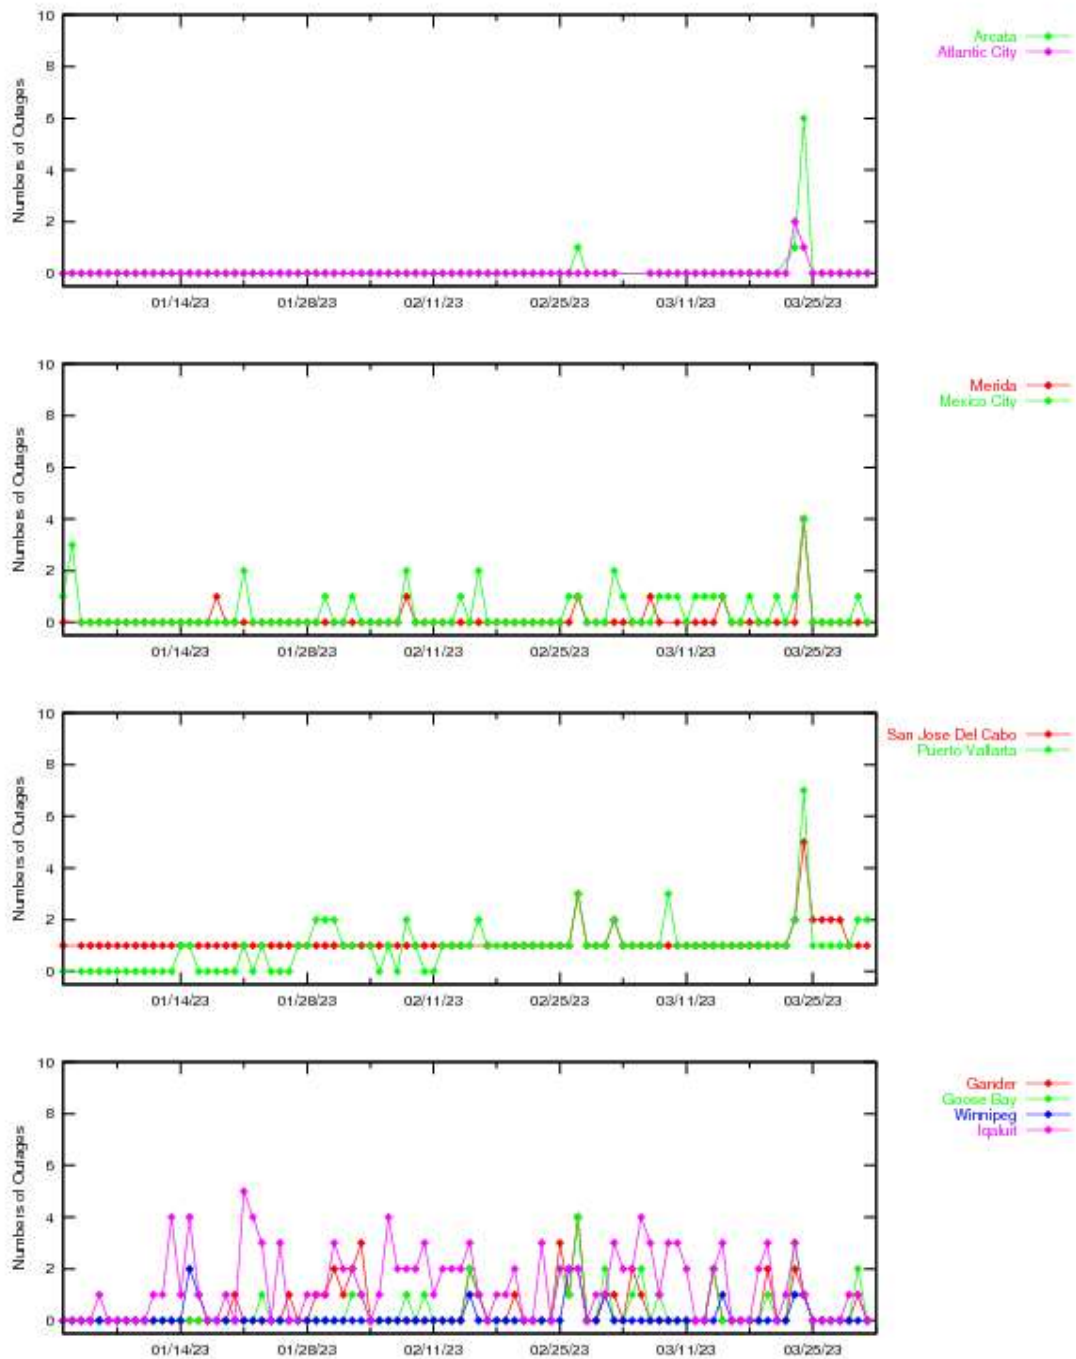 10
Arcata
Atlantic City
8
6
4
2
0
Numbers of Outages
01/14/23 01/28/23 02/11/23 02/25/23 03/11/23 03/25/23
10
Merida
Mexico City
8
6
4
2
0
Numbers of Outages
01/14/23 01/28/23 02/11/23 02/25/23 03/11/23 03/25/23
10
San Jose Del Cabo
Puerto Vallarta
8
6
4
2
0
Numbers of Outages
01/14/23 01/28/23 02/11/23 02/25/23 03/11/23 03/25/23
10
Gander
Goose Bay
Winnipeg
Iqaluit
8
6
4
2
0
Numbers of Outages
01/14/23 01/28/23 02/11/23 02/25/23 03/11/23 03/25/23